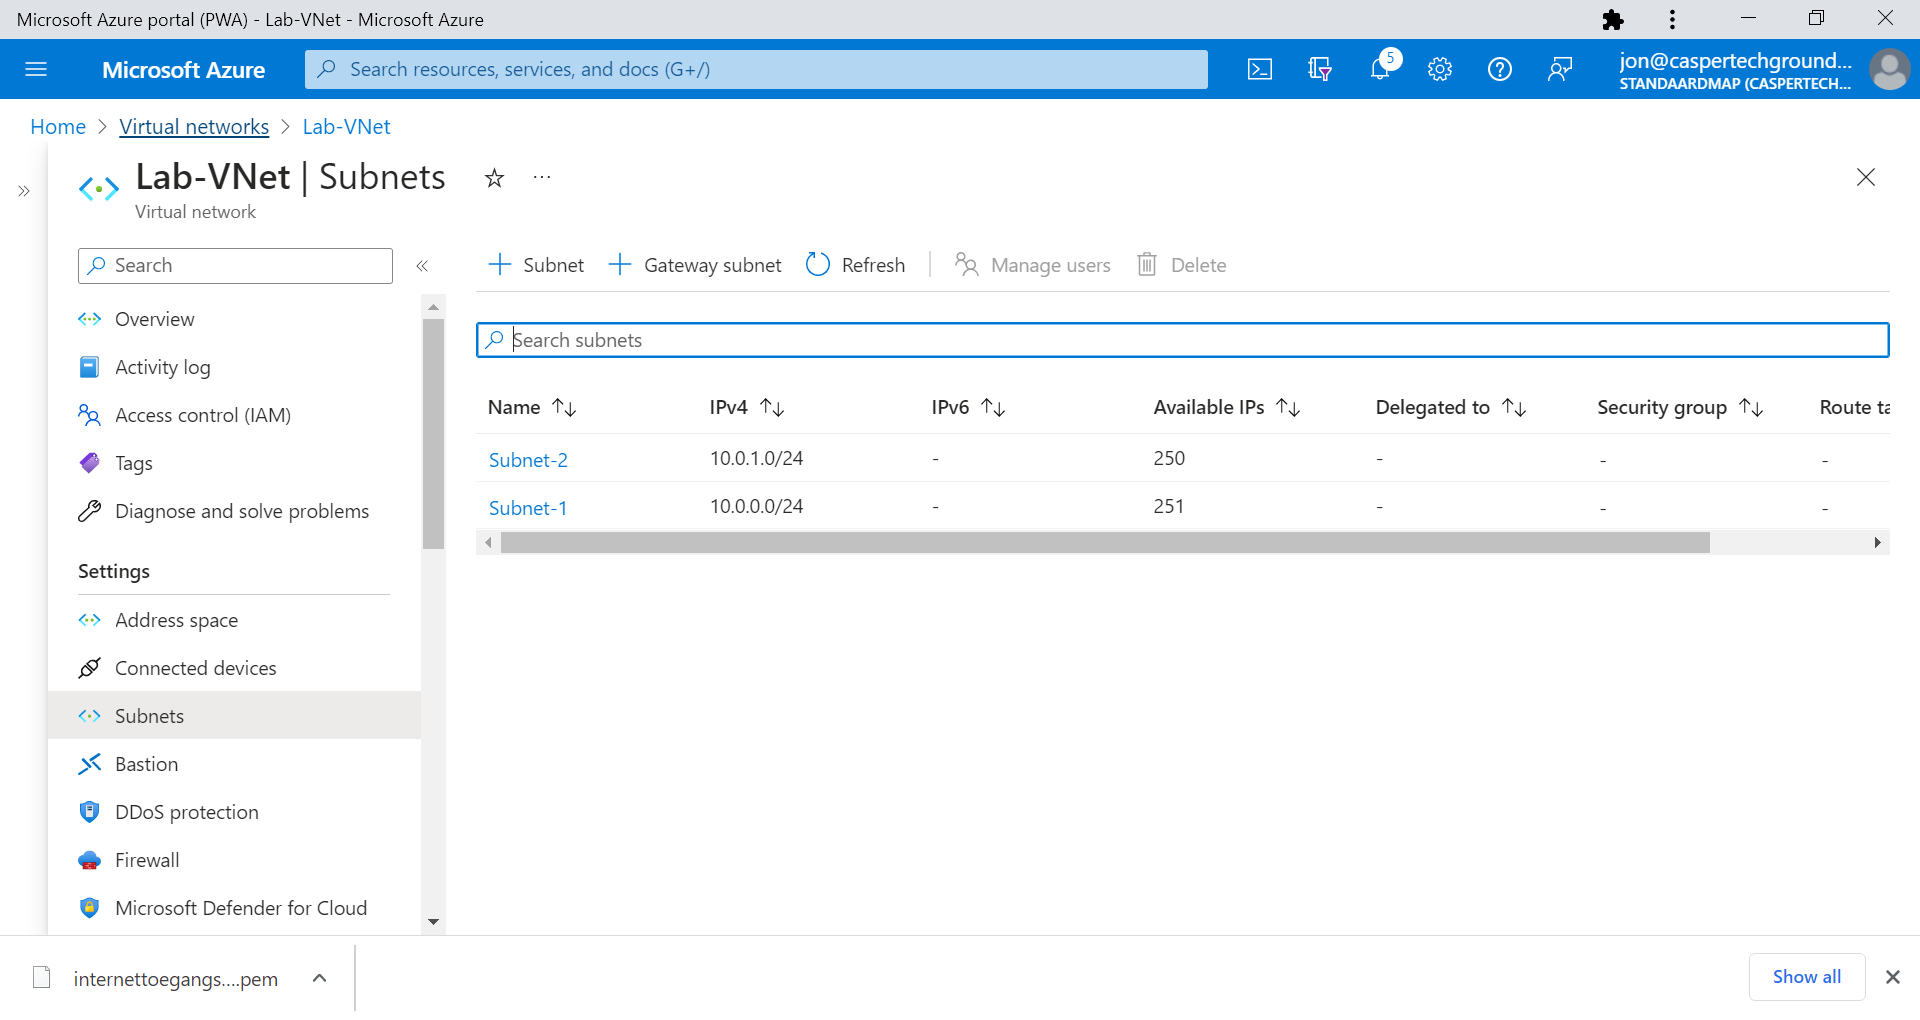 Microsoft Azure portal (PWA) - Lab-VNet - Microsoft Azure
Microsoft Azure
Search resources, services, and docs (G+/)
5
jon@caspertechground...
STANDAARDMAP (CASPERTECH...
Home > Virtual networks > Lab-VNet
Lab-VNet | Subnets
Virtual network
Search
Overview
Activity log
Access control (IAM)
Tags
Diagnose and solve problems
Settings
Address space
Connected devices
Subnets
Bastion
DDoS protection
Firewall
Microsoft Defender for Cloud
Subnet Gateway subnet Refresh Manage users Delete
Search subnets
Name IPv4 IPv6 Available IPs Delegated to Security group Route ta
Subnet-2 10.0.1.0/24 - 250 - - -
Subnet-1 10.0.0.0/24 - 251 - - -
internettoegangs....pem
Show all